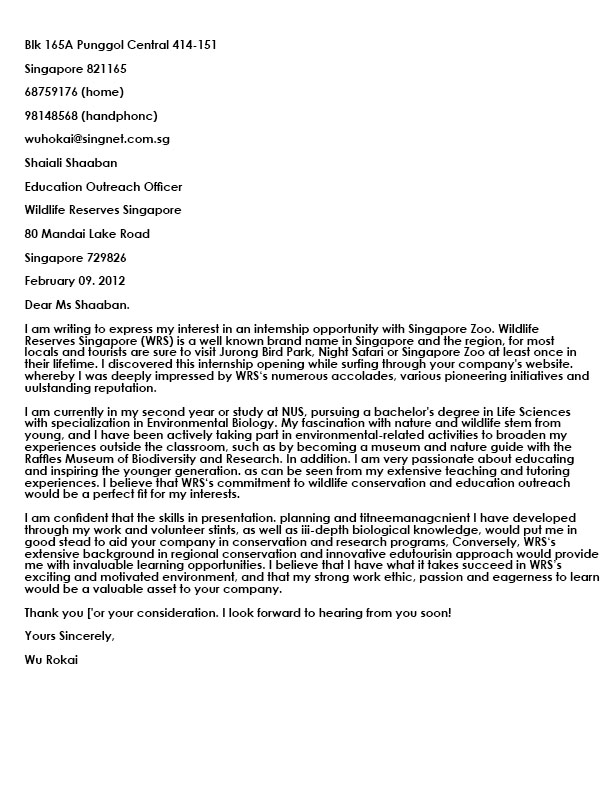 Blk 165A Punggol Central 414-151
Singapore 821165
68759176 (home)
98148568 (handphonc)
wuhokai@singnet.com.sg
Shaiali Shaaban
Education Outreach Officer
Wildlife Reserves Singapore
80 Mandai Lake Road
Singapore 729826
February 09. 2012
Dear Ms Shaaban.
I am writing to express my interest in an internship opportunity with Singapore Zoo. Wildlife
Reserves Singapore (WRS) is a well known brand name in Singapore and the region, for most
locals and tourists are sure to visit Jurong Bird Park, Night Safari or Singapore Zoo at least once in
their lifetime. I discovered this internship opening while surfing through your company's website.
whereby I was deeply impressed by WRS's numerous accolades, various pioneering initiatives and
uulstanding reputation.
I am currently in my second year or study at NUS, pursuing a bachelor's degree in Life Sciences
with specialization in Environmental Biology. My fascination with nature and wildlife stem from
young, and I have been actively taking part in environmental-related activities to broaden my
experiences outside the classroom, such as by becoming a museum and nature guide with the
Raffles Museum of Biodiversity and Research. In addition. I am very passionate about educating
and inspiring the younger generation. as can be seen from my extensive teaching and tutoring
experiences. I believe that WRS's commitment to wildlife conservation and education outreach
would be a perfect fit for my interests.
I am confident that the skills in presentation. planning and titneemanagcnient I have developed
through my work and volunteer stints, as well as iii-depth biological knowledge, would put me in
good stead to aid your company in conservation and research programs, Conversely, WRS's
extensive background in regional conservation and innovative edutourisin approach would provide
me with invaluable learning opportunities. I believe that I have what it takes succeed in WRS's
exciting and motivated environment, and that my strong work ethic, passion and eagerness to learn
would be a valuable asset to your company.
Thank you ['or your consideration. I look forward to hearing from you soon!
Yours Sincerely,
Wu Rokai